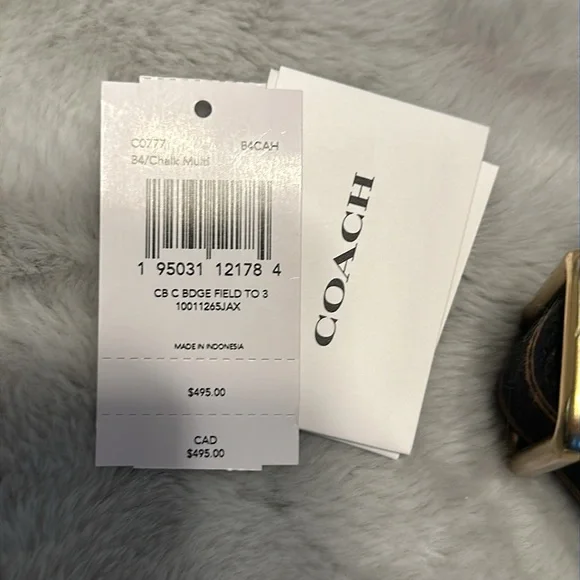 C0777 B4CAH
B4/Chalk Multi
1 95031 12178 4
CB C BDGE FIELD TO 3
10011265JAX
MADE IN INDONESIA
$495.00
CAD
$495.00
COACH